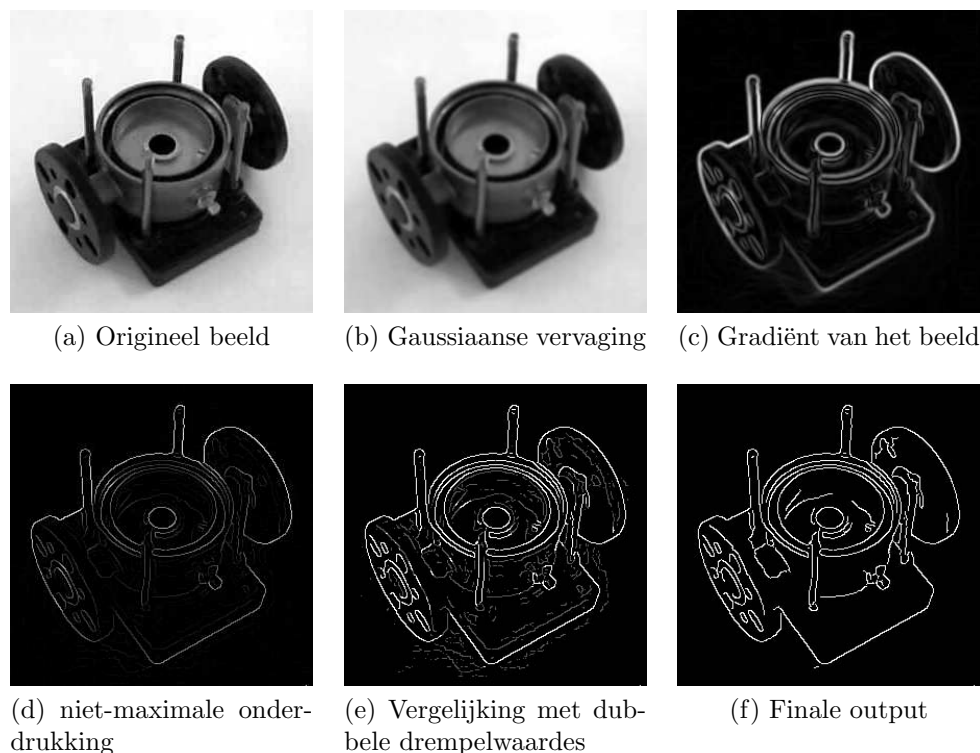 (a) Origineel beeld
(b) Gaussiaanse vervaging
(c) Gradiënt van het beeld
(d) niet-maximale onder-
drukking
(e) Vergelijking met dub-
bele drempelwaardes
(f) Finale output